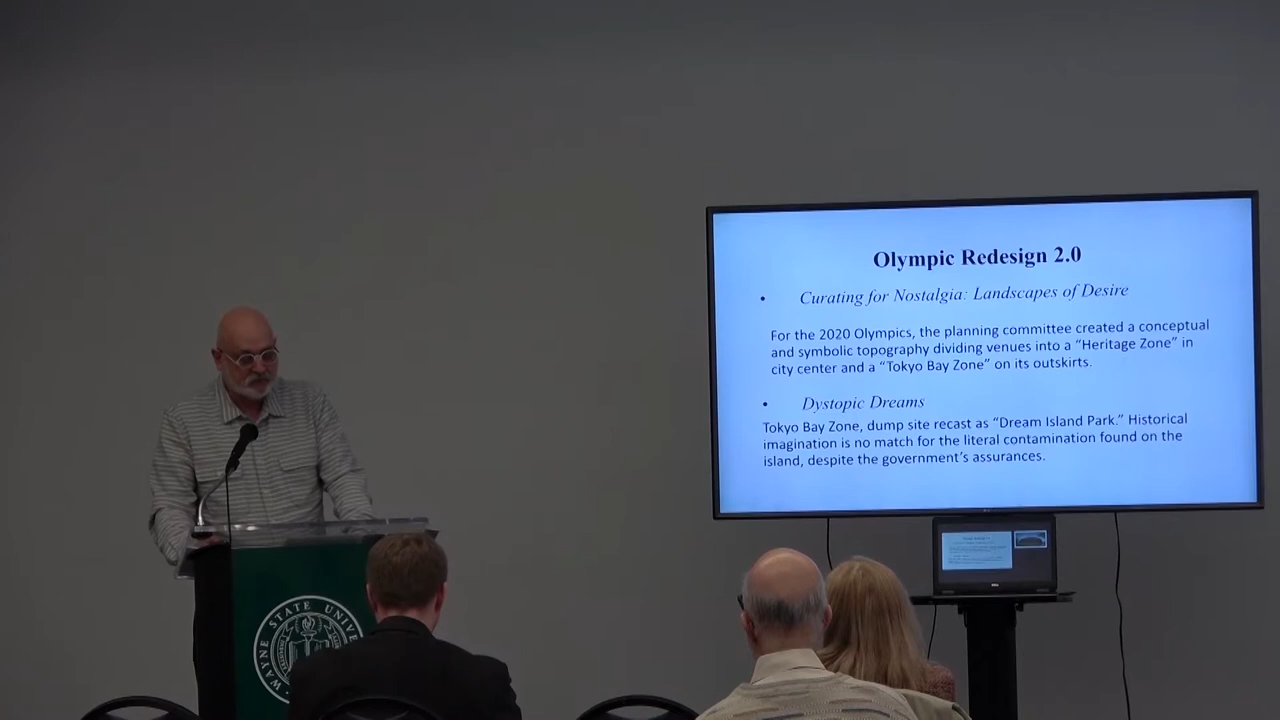 Olympic Redesign 2.0
• Curating for Nostalgia: Landscapes of Desire
For the 2020 Olympics, the planning committee created a conceptual
and symbolic topography dividing venues into a “Heritage Zone” in
city center and a “Tokyo Bay Zone” on its outskirts.
• Dystopic Dreams
Tokyo Bay Zone, dump site recast as “Dream Island Park.” Historical
imagination is no match for the literal contamination found on the
island, despite the government’s assurances.
WAYNE STATE UNIVE